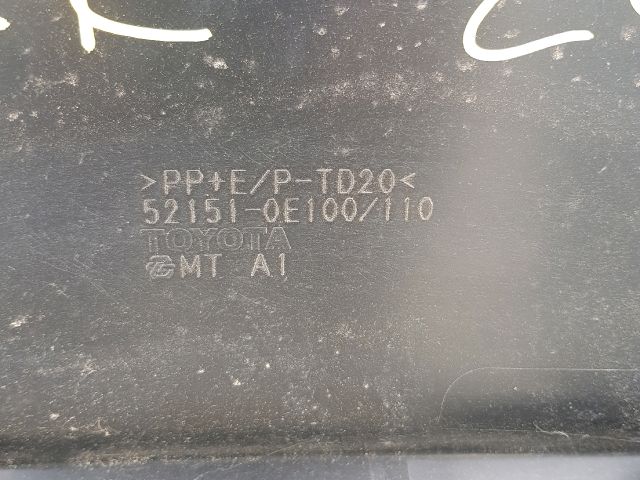 >PP+E/P-TD20<
52151-0E100/110
TOYOTA
MT A1